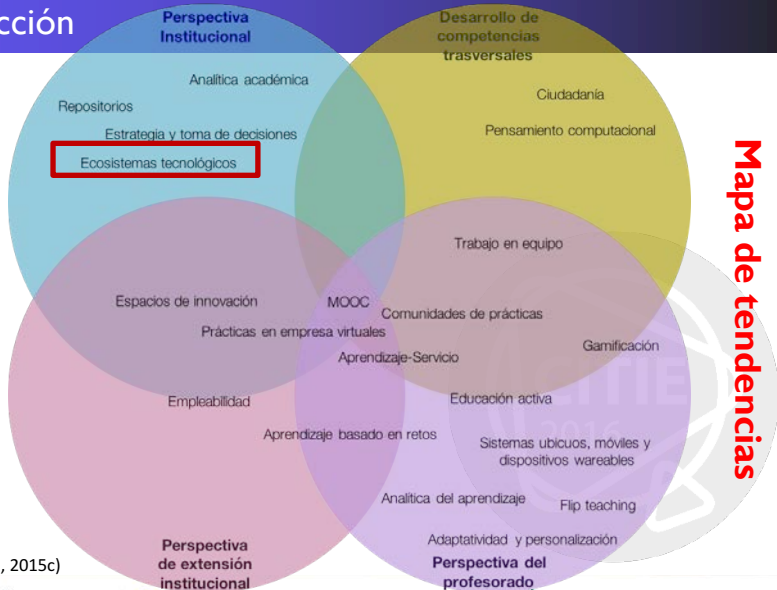 cción
Perspectiva
Institucional
Desarrollo de
competencias
trasversales
Analítica académica
Repositorios
Estrategia y toma de decisiones
Ecosistemas tecnológicos
Ciudadanía
Pensamiento computacional
Mapa de tendencias
Trabajo en equipo
Espacios de innovación
MOOC
Comunidades de prácticas
Prácticas en empresa virtuales
Aprendizaje-Servicio
Gamificación
Empleabilidad
Educación activa
CITIE
2016
Aprendizaje basado en retos
Sistemas ubicuos, móviles y
dispositivos wareables
Analítica del aprendizaje
Flip teaching
Adaptatividad y personalización
, 2015c)
Perspectiva
de extensión
institucional
Perspectiva del
profesorado